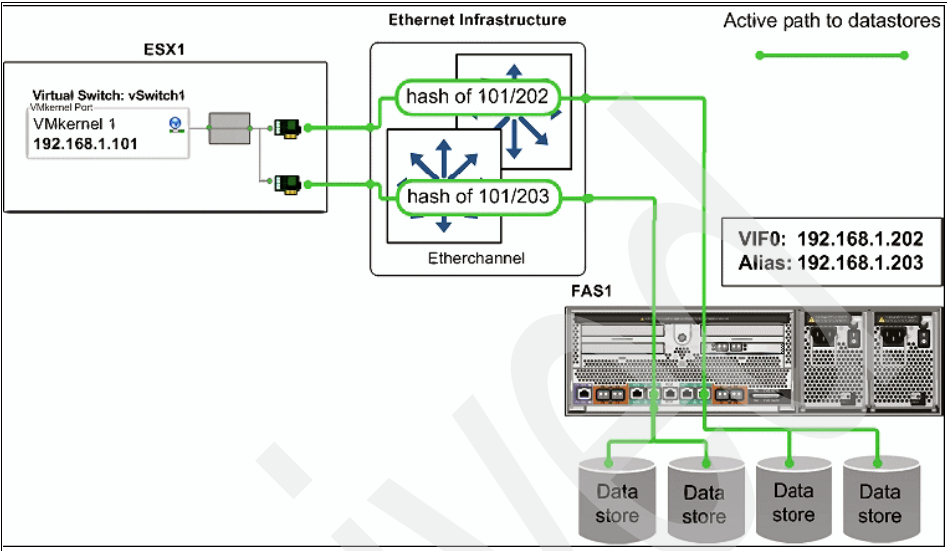 Ethernet Infrastructure
Active path to datastores
ESX1
Virtual Switch: vSwitch1
VMkernel Port
VMkernel 1
192.168.1.101
hash of 101/202
hash of 101/203
Etherchannel
VIF0: 192.168.1.202
Alias: 192.168.1.203
FAS1
Data
store
Data
store
Data
store
Data
store